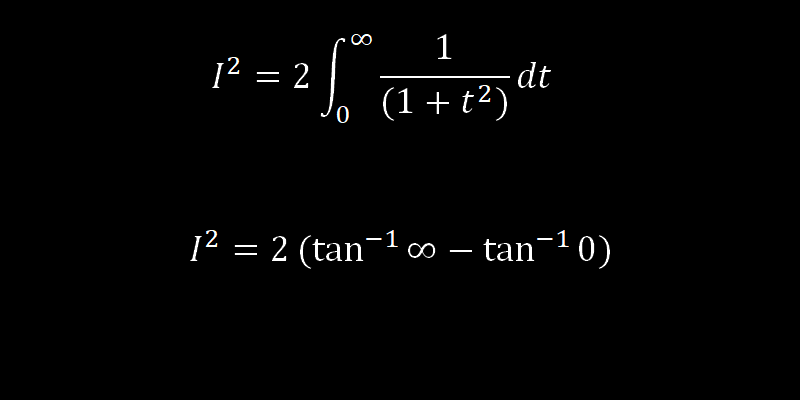 I² = 2 ∫₀^∞ 1/(1 + t²) dt
I² = 2 (tan⁻¹ ∞ − tan⁻¹ 0)